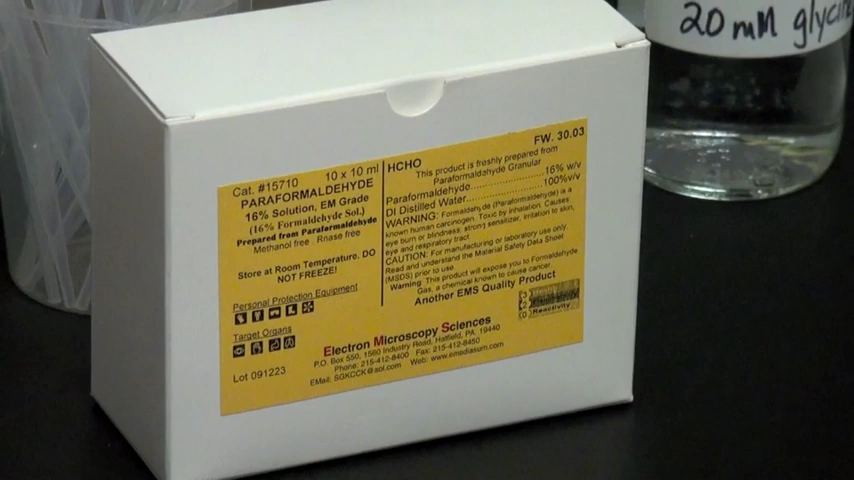 20 mM glycine
Cat. #15710 10 x 10 ml
PARAFORMALDEHYDE
16% Solution, EM Grade
(16% Formaldehyde Sol.)
Prepared from Paraformaldehyde
Methanol free . Rnase free
Store at Room Temperature. DO
NOT FREEZE!
Personal Protection Equipment
Target Organs
Lot 091223
HCHO FW. 30.03
This product is freshly prepared from
Paraformaldehyde Granular
Paraformaldehyde........................16% w/v
DI Distilled Water........................100%v/v
WARNING: Formaldehyde (Paraformaldehyde) is a
known human carcinogen. Toxic by inhalation. Causes
eye burn or blindness, strong sensitizer, irritation to skin,
eye and respiratory tract.
CAUTION: For manufacturing or laboratory use only.
Read and understand the Material Safety Data Sheet
(MSDS) prior to use
Warning: This product will expose you to Formaldehyde
Gas, a chemical known to cause cancer.
Another EMS Quality Product
3
2
0 Reactivity
Electron Microscopy Sciences
P.O. Box 550, 1560 Industry Road, Hatfield, PA. 19440
Phone: 215-412-8400 Fax: 215-412-8450
EMail: SGKCCK@aol.com Web: www.emsdiasum.com